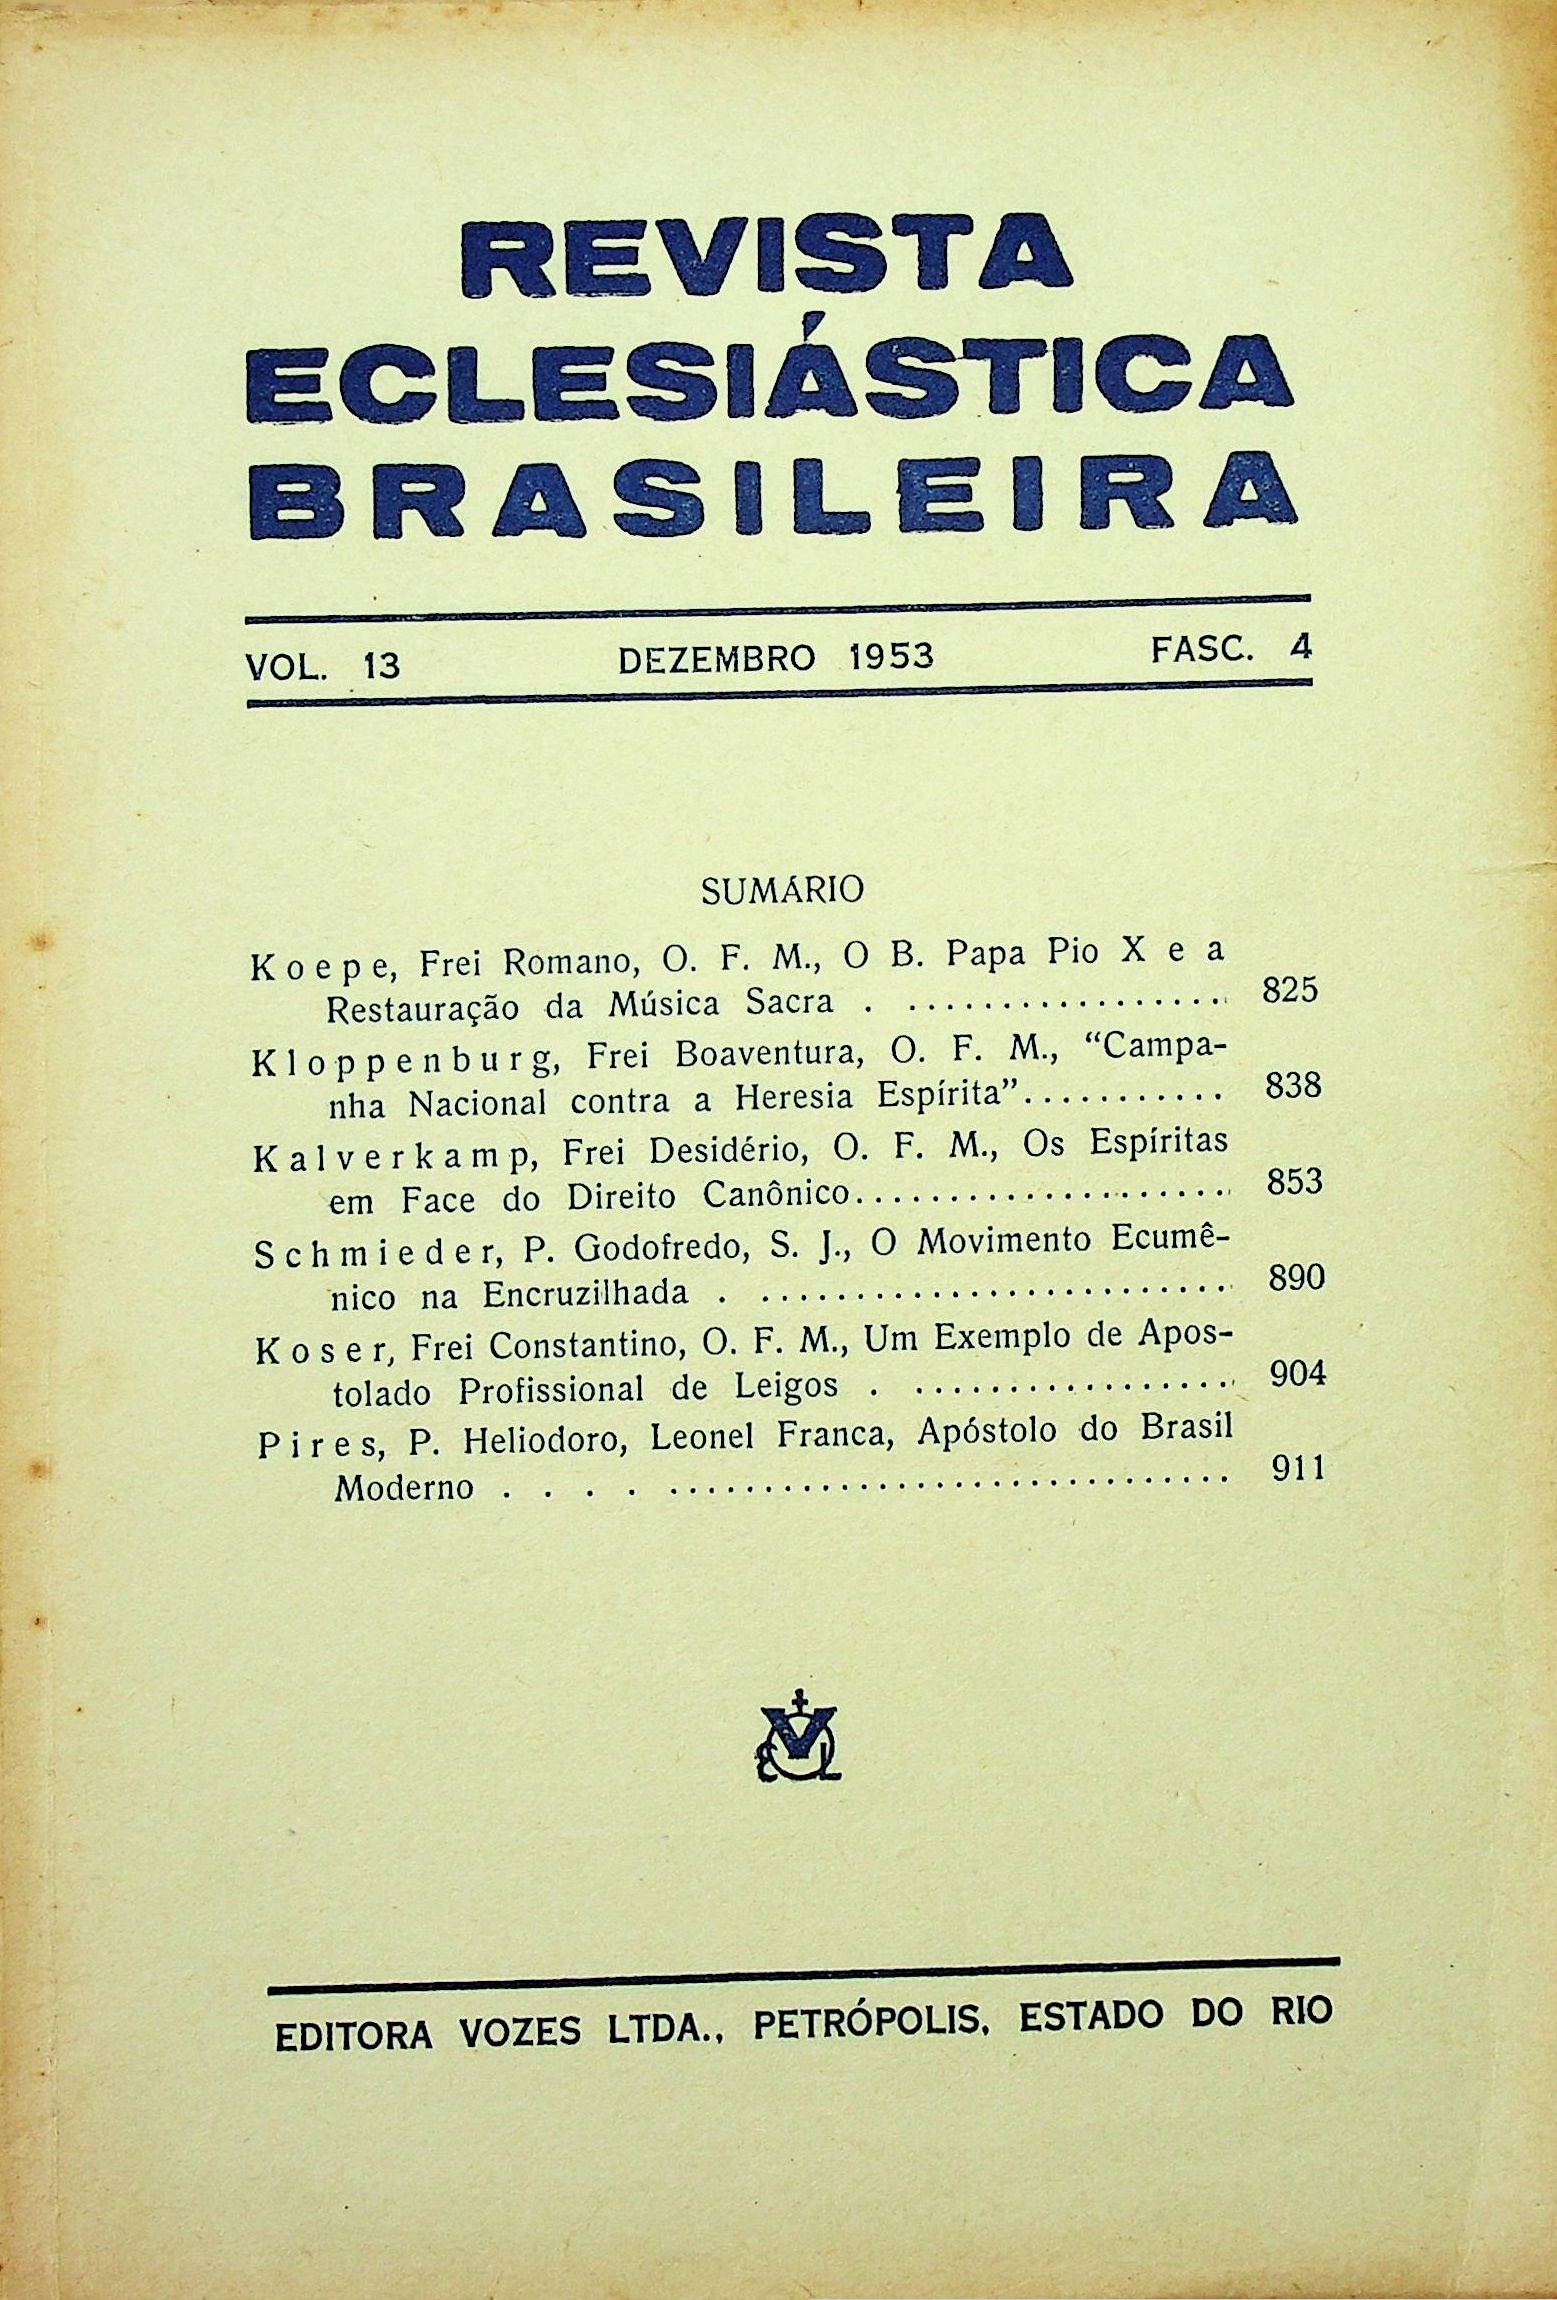 REVISTA
ECLESIÁSTICA
BRASILEIRA
VOL. 13 DEZEMBRO 1953 FASC. 4
SUMÁRIO
Koepe, Frei Romano, O. F. M., O B. Papa Pio X e a
Restauração da Música Sacra . .................. 825
Kloppenburg, Frei Boaventura, O. F. M., “Campa-
nha Nacional contra a Heresia Espírita”........... 838
Kalverkamp, Frei Desidério, O. F. M., Os Espíritas
em Face do Direito Canônico..................... 853
Schmieder, P. Godofredo, S. J., O Movimento Ecumê-
nico na Encruzilhada . .......................... 890
Koser, Frei Constantino, O. F. M., Um Exemplo de Apos-
tolado Profissional de Leigos . .................. 904
Pires, P. Heliodoro, Leonel Franca, Apóstolo do Brasil
Moderno . . . . .............................. 911
EDITORA VOZES LTDA., PETRÓPOLIS, ESTADO DO RIO